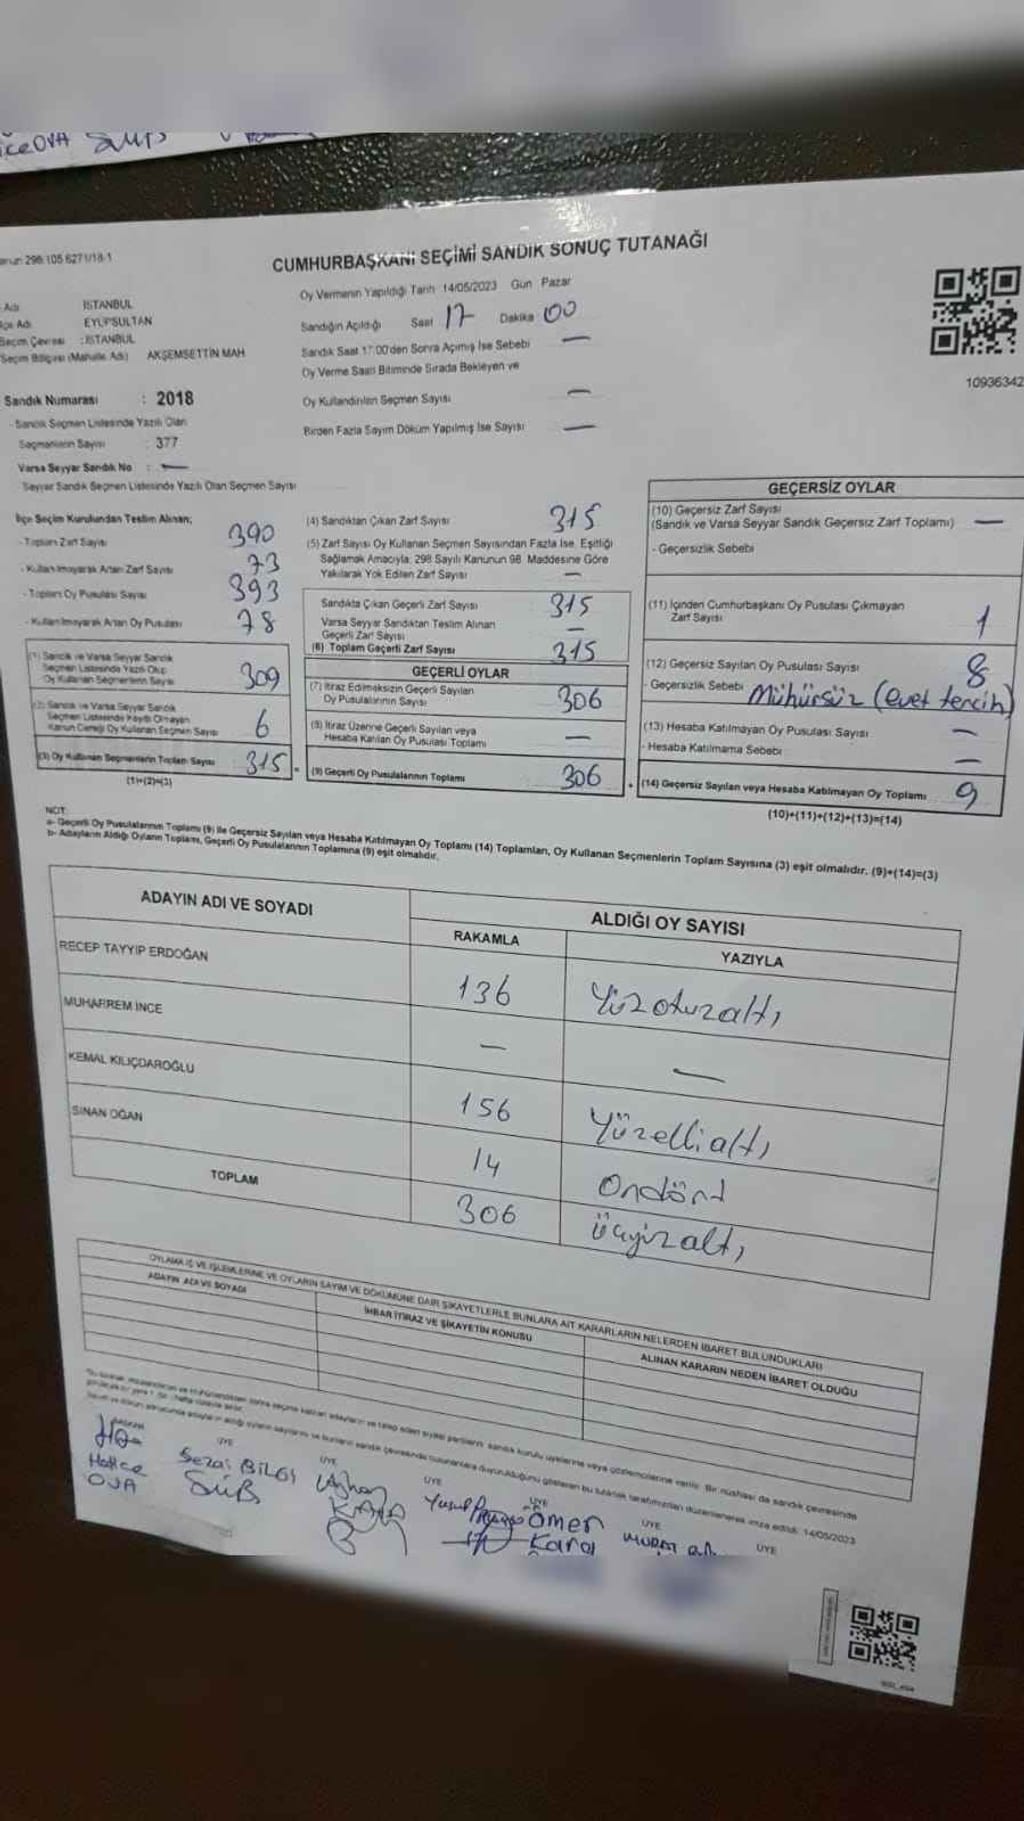 CUMHURBAŞKANI SEÇİMİ SANDIK SONUÇ TUTANAĞI
298 105 6271/18-1
Oy Vermenin Yapıldığı Tarih 14/05/2023 Gün Pazar
Adı İSTANBUL
Adı EYÜPSULTAN
Seçim Çevresi : İSTANBUL
Seçim Bölgesi (Mahalle Adı) AKŞEMSETTİN MAH
Sandığın Açıldığı Saat 17 Dakika 00
Sandık Saat 17:00'den Sonra Açımış İse Sebebi —
Oy Verme Saati Bitiminde Sırada Bekleyen ve
Oy Kullandırılan Seçmen Sayısı —
Birden Fazla Sayım Döküm Yapılmış İse Sayısı —
10936342
Sandık Numarası : 2018
- Sandık Seçmen Listesinde Yazılı Olan
Seçmenlerin Sayısı : 377
Varsa Seyyar Sandık No : —
Seyyar Sandık Seçmen Listesinde Yazılı Olan Seçmen Sayısı
İlçe Seçim Kurulundan Teslim Alınan;
- Toplam Zarf Sayısı 390
- Kullanılmayarak Artan Zarf Sayısı 73
- Toplam Oy Pusulası Sayısı 393
- Kullanılmayarak Artan Oy Pusulası 78
(1) Sandık ve Varsa Seyyar Sandık
Seçmen Listesinde Yazılı Olup
Oy Kullanan Seçmenlerin Sayısı 309
(2) Sandık ve Varsa Seyyar Sandık
Seçmen Listesinde Kayıtlı Olmayan
Kanun Gereği Oy Kullanan Seçmen Sayısı 6
(3) Oy Kullanan Seçmenlerin Toplam Sayısı 315
(1)+(2)=(3)
(4) Sandıktan Çıkan Zarf Sayısı 315
(5) Zarf Sayısı Oy Kullanan Seçmen Sayısından Fazla İse, Eşitliği
Sağlamak Amacıyla; 298 Sayılı Kanunun 98. Maddesine Göre
Yakılarak Yok Edilen Zarf Sayısı —
Sandıkta Çıkan Geçerli Zarf Sayısı 315
Varsa Seyyar Sandıktan Teslim Alınan
Geçerli Zarf Sayısı —
(6) Toplam Geçerli Zarf Sayısı 315
GEÇERLİ OYLAR
(7) İtiraz Edilmeksizin Geçerli Sayılan
Oy Pusulalarının Sayısı 306
(8) İtiraz Üzerine Geçerli Sayılan veya
Hesaba Katılan Oy Pusulası Toplamı —
(9) Geçerli Oy Pusulalarının Toplamı 306
GEÇERSİZ OYLAR
(10) Geçersiz Zarf Sayısı
(Sandık ve Varsa Seyyar Sandık Geçersiz Zarf Toplamı) —
- Geçersizlik Sebebi
(11) İçinden Cumhurbaşkanı Oy Pusulası Çıkmayan
Zarf Sayısı 1
(12) Geçersiz Sayılan Oy Pusulası Sayısı 8
- Geçersizlik Sebebi Mühürsüz (evet tercih)
(13) Hesaba Katılmayan Oy Pusulası Sayısı —
- Hesaba Katılmama Sebebi —
(14) Geçersiz Sayılan veya Hesaba Katılmayan Oy Toplamı 9
(10)+(11)+(12)+(13)=(14)
NOT:
a- Geçerli Oy Pusulalarının Toplamı (9) ile Geçersiz Sayılan veya Hesaba Katılmayan Oy Toplamı (14) Toplamları, Oy Kullanan Seçmenlerin Toplam Sayısına (3) eşit olmalıdır. (9)+(14)=(3)
b- Adayların Aldığı Oyların Toplamı, Geçerli Oy Pusulalarının Toplamına (9) eşit olmalıdır.
ADAYIN ADI VE SOYADI ALDIĞI OY SAYISI
RAKAMLA YAZIYLA
RECEP TAYYİP ERDOĞAN 136 Yüzotuzaltı
MUHARREM İNCE — —
KEMAL KILIÇDAROĞLU 156 Yüzellialtı
SİNAN OĞAN 14 Ondört
TOPLAM 306 üçyüzaltı
OYLAMA İŞ VE İŞLEMLERİNE VE OYLARIN SAYIM VE DÖKÜMÜNE DAİR ŞİKAYETLERLE BUNLARA AİT KARARLARIN NELERDEN İBARET BULUNDUKLARI
ADAYIN ADI VE SOYADI İHBAR İTİRAZ VE ŞİKAYETİN KONUSU ALINAN KARARIN NEDEN İBARET OLDUĞU
BAŞKAN ÜYE ÜYE ÜYE ÜYE ÜYE ÜYE
Hatice OVA
Sezai BİLGİ
KAYA
Yusuf
Ömer